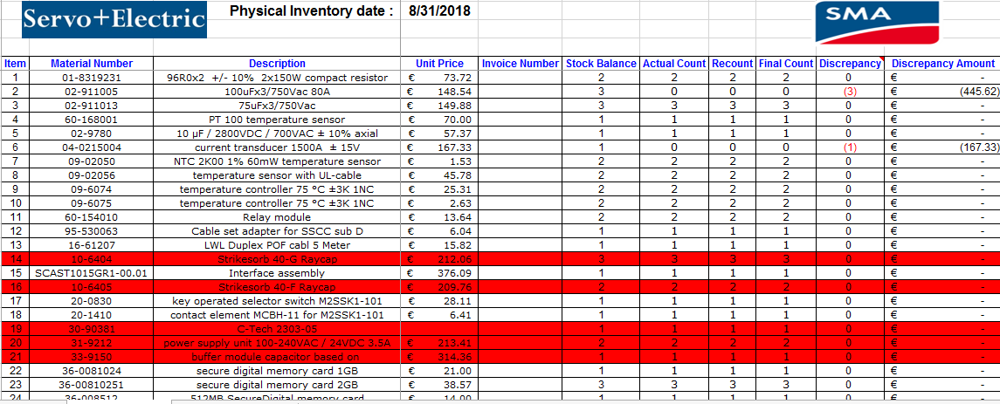 Servo+Electric Physical Inventory date : 8/31/2018 SMA
Item Material Number Description Unit Price Invoice Number Stock Balance Actual Count Recount Final Count Discrepancy Discrepancy Amount
1 01-8319231 96R0x2 +/- 10% 2x150W compact resistor € 73.72 2 2 2 2 0 € -
2 02-911005 100uFx3/750Vac 80A € 148.54 3 0 0 0 (3) € (445.62)
3 02-911013 75uFx3/750Vac € 149.88 3 3 3 3 0 € -
4 60-168001 PT 100 temperature sensor € 70.00 1 1 1 1 0 € -
5 02-9780 10 µF / 2800VDC / 700VAC ± 10% axial € 57.37 1 1 1 1 0 € -
6 04-0215004 current transducer 1500A ± 15V € 167.33 1 0 0 0 (1) € (167.33)
7 09-02050 NTC 2K00 1% 60mW temperature sensor € 1.53 2 2 2 2 0 € -
8 09-02056 temperature sensor with UL-cable € 45.78 2 2 2 2 0 € -
9 09-6074 temperature controller 75 °C ±3K 1NC € 25.31 2 2 2 2 0 € -
10 09-6075 temperature controller 75 °C ±3K 1NC € 2.63 2 2 2 2 0 € -
11 60-154010 Relay module € 13.64 2 2 2 2 0 € -
12 95-530063 Cable set adapter for SSCC sub D € 6.04 1 1 1 1 0 € -
13 16-61207 LWL Duplex POF cabl 5 Meter € 15.82 1 1 1 1 0 € -
14 10-6404 Strikesorb 40-G Raycap € 212.06 3 3 3 3 0 € -
15 SCAST1015GR1-00.01 Interface assembly € 376.09 1 1 1 1 0 € -
16 10-6405 Strikesorb 40-F Raycap € 209.76 2 2 2 2 0 € -
17 20-0830 key operated selector switch M2SSK1-101 € 28.11 1 1 1 1 0 € -
18 20-1410 contact element MCBH-11 for M2SSK1-101 € 6.41 1 1 1 1 0 € -
19 30-90381 C-Tech 2303-05 1 1 1 1 0 € -
20 31-9212 power supply unit 100-240VAC / 24VDC 3.5A € 213.41 2 2 2 2 0 € -
21 33-9150 buffer module capacitor based on € 314.36 1 1 1 1 0 € -
22 36-0081024 secure digital memory card 1GB € 21.00 1 1 1 1 0 € -
23 36-00810251 secure digital memory card 2GB € 38.57 3 3 3 3 0 € -
24 36-008512 512MB SecureDigital memory card € 14.00 1 1 1 1 0 € -